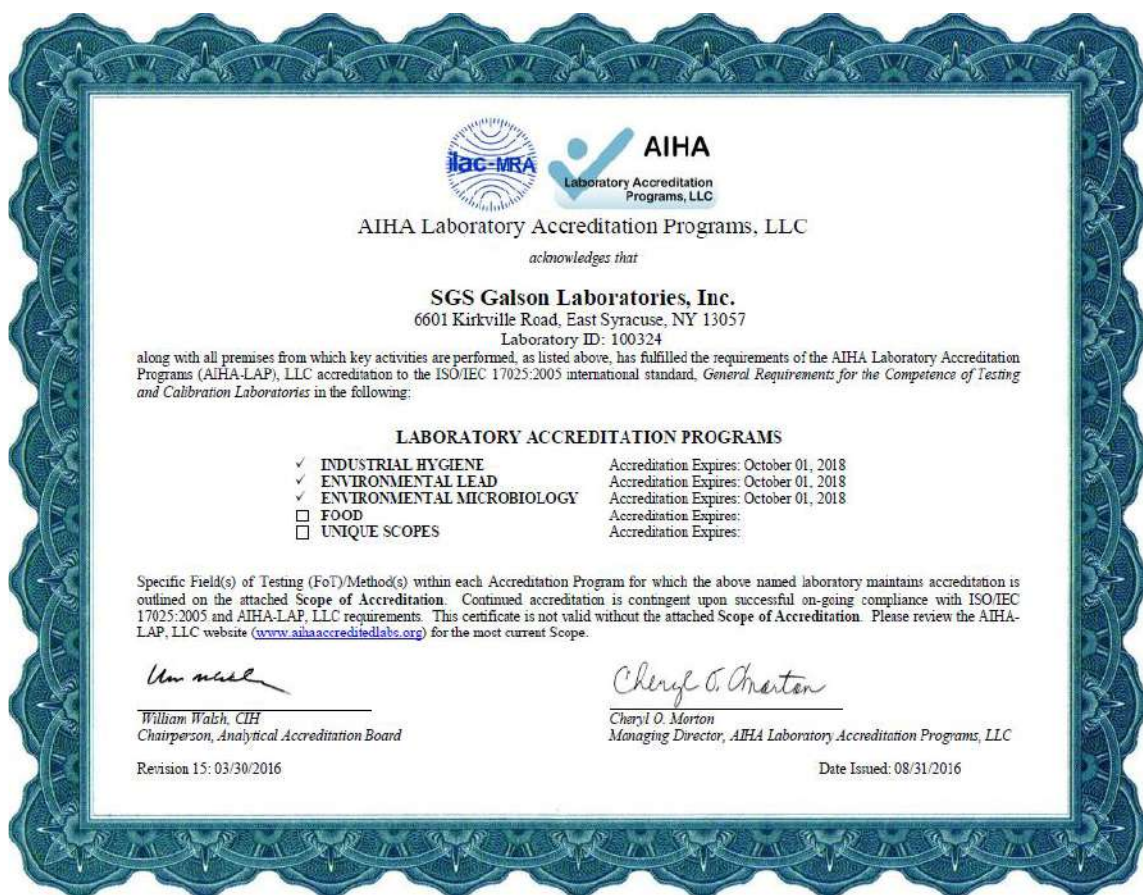 ilac-MRA
AIHA
Laboratory Accreditation
Programs, LLC
AIHA Laboratory Accreditation Programs, LLC
acknowledges that
SGS Galson Laboratories, Inc.
6601 Kirkville Road, East Syracuse, NY 13057
Laboratory ID: 100324
along with all premises from which key activities are performed, as listed above, has fulfilled the requirements of the AIHA Laboratory Accreditation
Programs (AIHA-LAP), LLC accreditation to the ISO/IEC 17025:2005 international standard, General Requirements for the Competence of Testing
and Calibration Laboratories in the following:
LABORATORY ACCREDITATION PROGRAMS
✓ INDUSTRIAL HYGIENE Accreditation Expires: October 01, 2018
✓ ENVIRONMENTAL LEAD Accreditation Expires: October 01, 2018
✓ ENVIRONMENTAL MICROBIOLOGY Accreditation Expires: October 01, 2018
☐ FOOD Accreditation Expires:
☐ UNIQUE SCOPES Accreditation Expires:
Specific Field(s) of Testing (FoT)/Method(s) within each Accreditation Program for which the above named laboratory maintains accreditation is
outlined on the attached Scope of Accreditation. Continued accreditation is contingent upon successful on-going compliance with ISO/IEC
17025:2005 and AIHA-LAP, LLC requirements. This certificate is not valid without the attached Scope of Accreditation. Please review the AIHA-
LAP, LLC website (www.aihaaccreditedlabs.org) for the most current Scope.
Cheryl O. Morton
William Walsh, CIH
Chairperson, Analytical Accreditation Board
Cheryl O. Morton
Managing Director, AIHA Laboratory Accreditation Programs, LLC
Revision 15: 03/30/2016
Date Issued: 08/31/2016